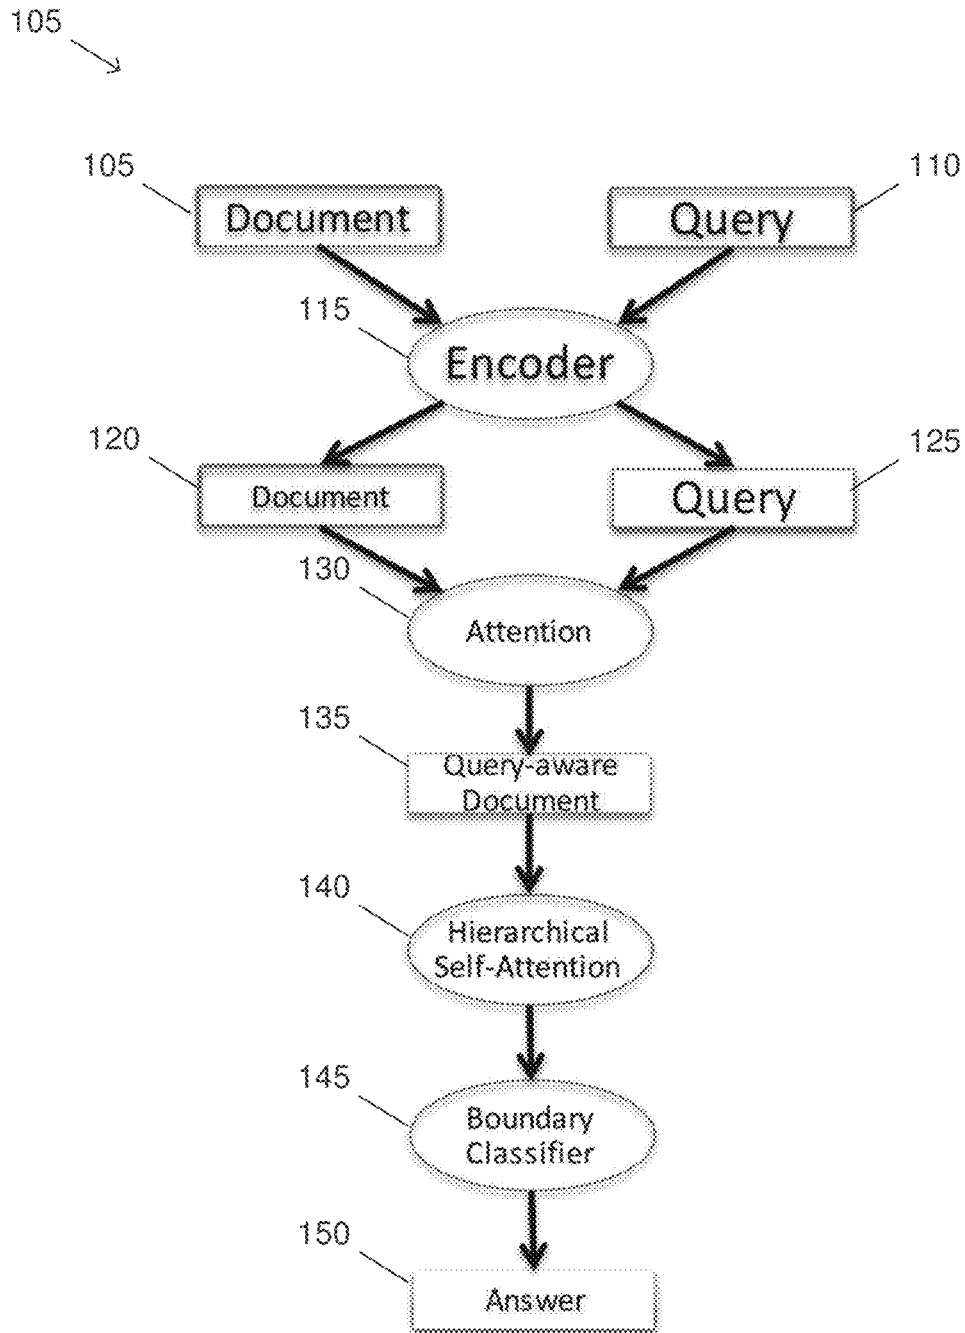 105
105
Document
110
Query
115
Encoder
120
Document
125
Query
130
Attention
135
Query-aware
Document
140
Hierarchical
Self-Attention
145
Boundary
Classifier
150
Answer